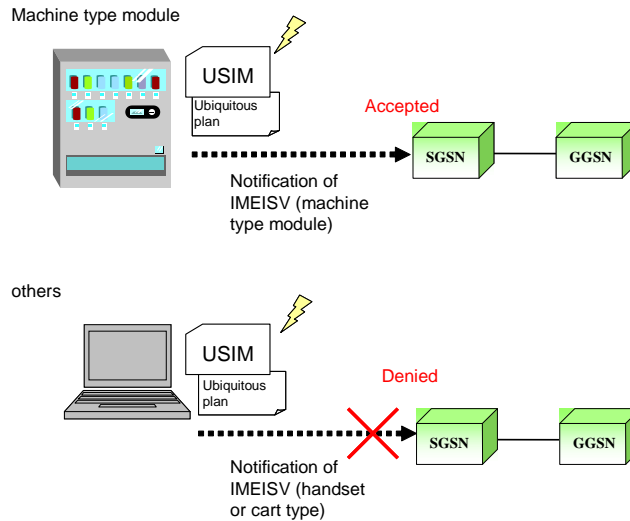 Machine type module
USIM
Ubiquitous
plan
Accepted
SGSN
GGSN
Notification of
IMEISV (machine
type module)
others
USIM
Ubiquitous
plan
Denied
SGSN
GGSN
Notification of
IMEISV (handset
or cart type)